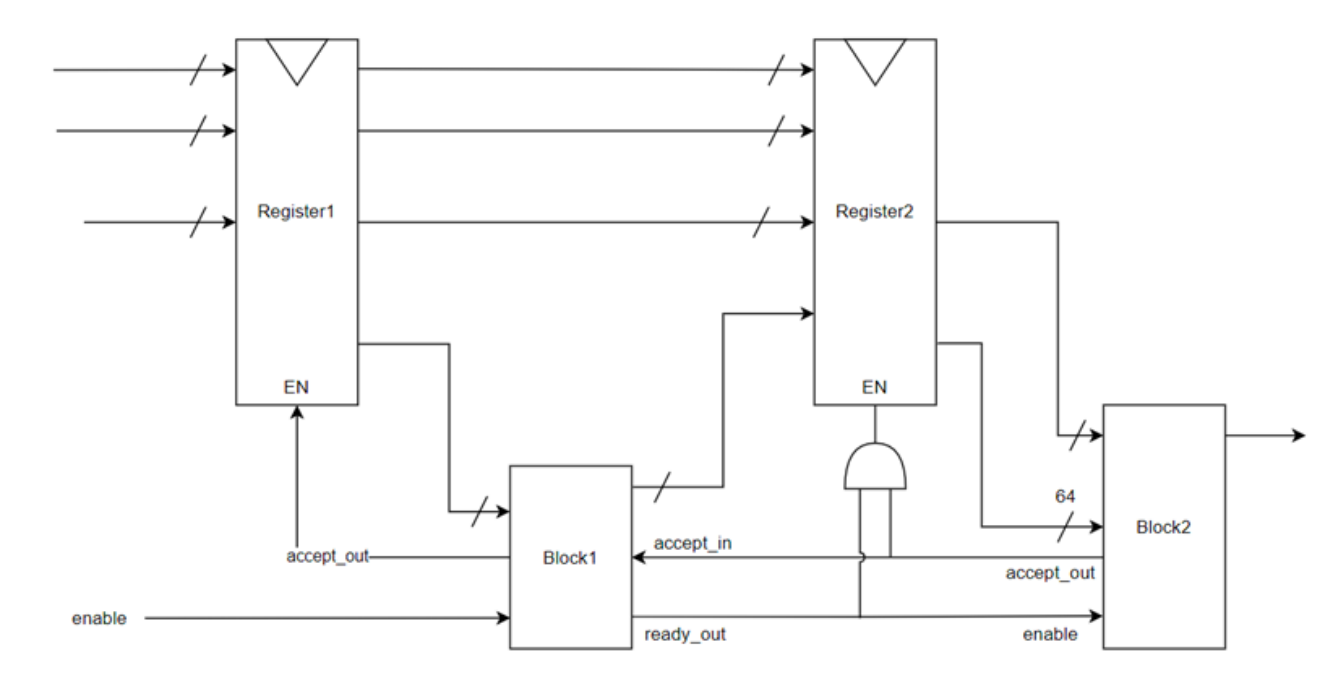 Register1
Register2
EN
EN
64
Block2
accept_in
accept_out
Block1
accept_out
enable
ready_out
enable